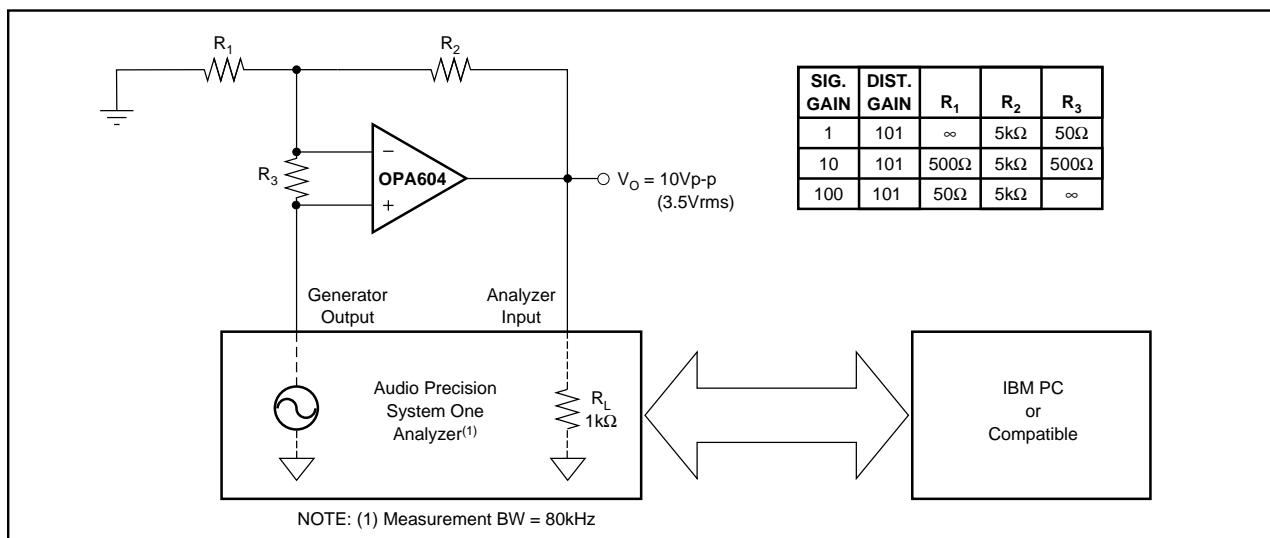 R1
R2
R3
−
+
OPA604
VO = 10Vp-p
(3.5Vrms)
SIG. GAIN DIST. GAIN R1 R2 R3
1 101 ∞ 5kΩ 50Ω
10 101 500Ω 5kΩ 500Ω
100 101 50Ω 5kΩ ∞
Generator
Output
Analyzer
Input
Audio Precision
System One
Analyzer(1)
RL
1kΩ
IBM PC
or
Compatible
NOTE: (1) Measurement BW = 80kHz